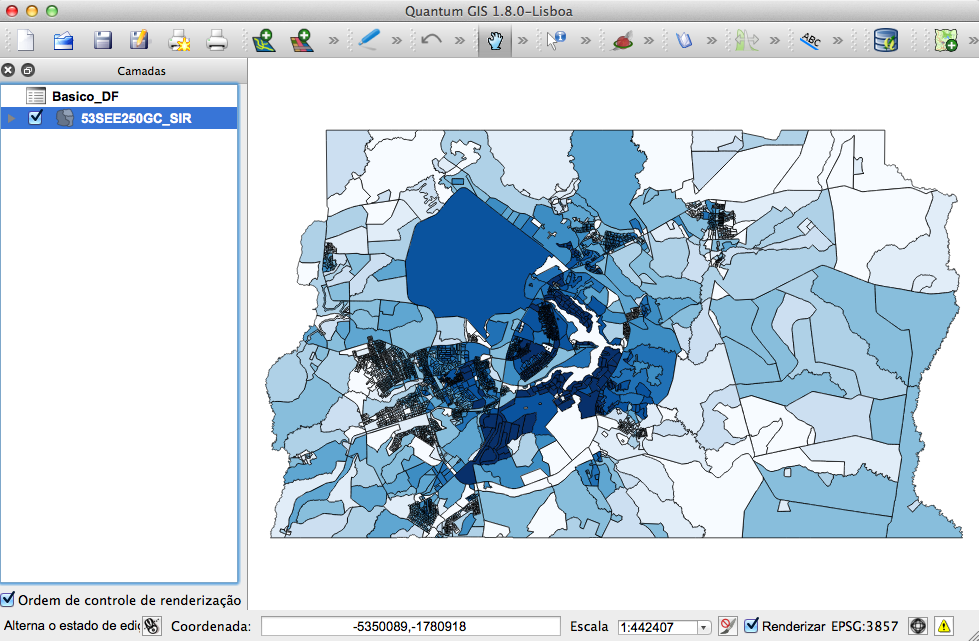 Quantum GIS 1.8.0-Lisboa
ABC
Camadas
Basico_DF
53SEE250GC_SIR
Ordem de controle de renderização
Alterna o estado de edi
Coordenada:
-5350089,-1780918
Escala
1:442407
Renderizar
EPSG:3857